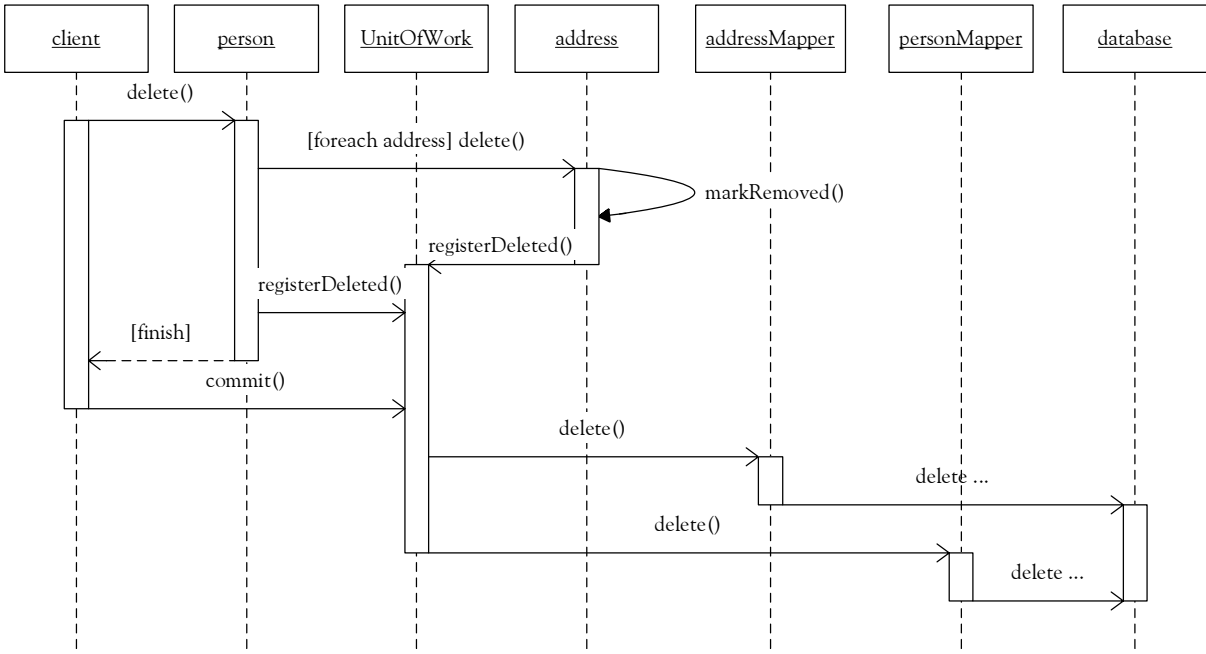 client
person
UnitOfWork
address
addressMapper
personMapper
database
delete()
[foreach address] delete()
markRemoved()
registerDeleted()
registerDeleted()
[finish]
commit()
delete()
delete ...
delete()
delete ...